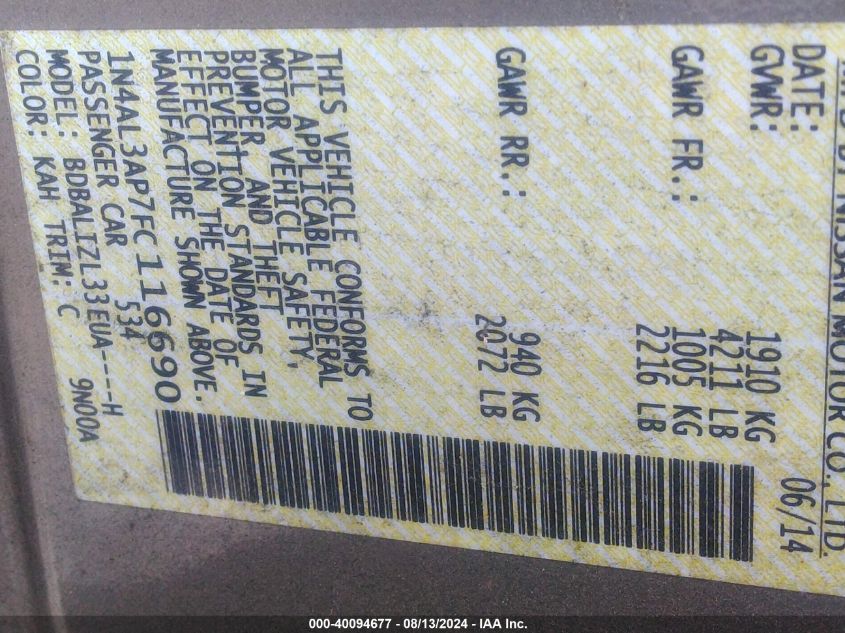 MFD BY NISSAN MOTOR CO., LTD.
DATE: 06/14
GVWR: 1910 KG
4211 LB
GAWR FR.: 1005 KG
2216 LB
GAWR RR.: 940 KG
2072 LB
THIS VEHICLE CONFORMS TO
ALL APPLICABLE FEDERAL
MOTOR VEHICLE SAFETY,
BUMPER AND THEFT
PREVENTION STANDARDS IN
EFFECT ON THE DATE OF
MANUFACTURE SHOWN ABOVE.
1N4AL3AP7FC116690
PASSENGER CAR 534
MODEL: BDBALIZL33EUA----H
COLOR: KAH TRIM: C 9N00A
000-40094677 - 08/13/2024 - IAA Inc.